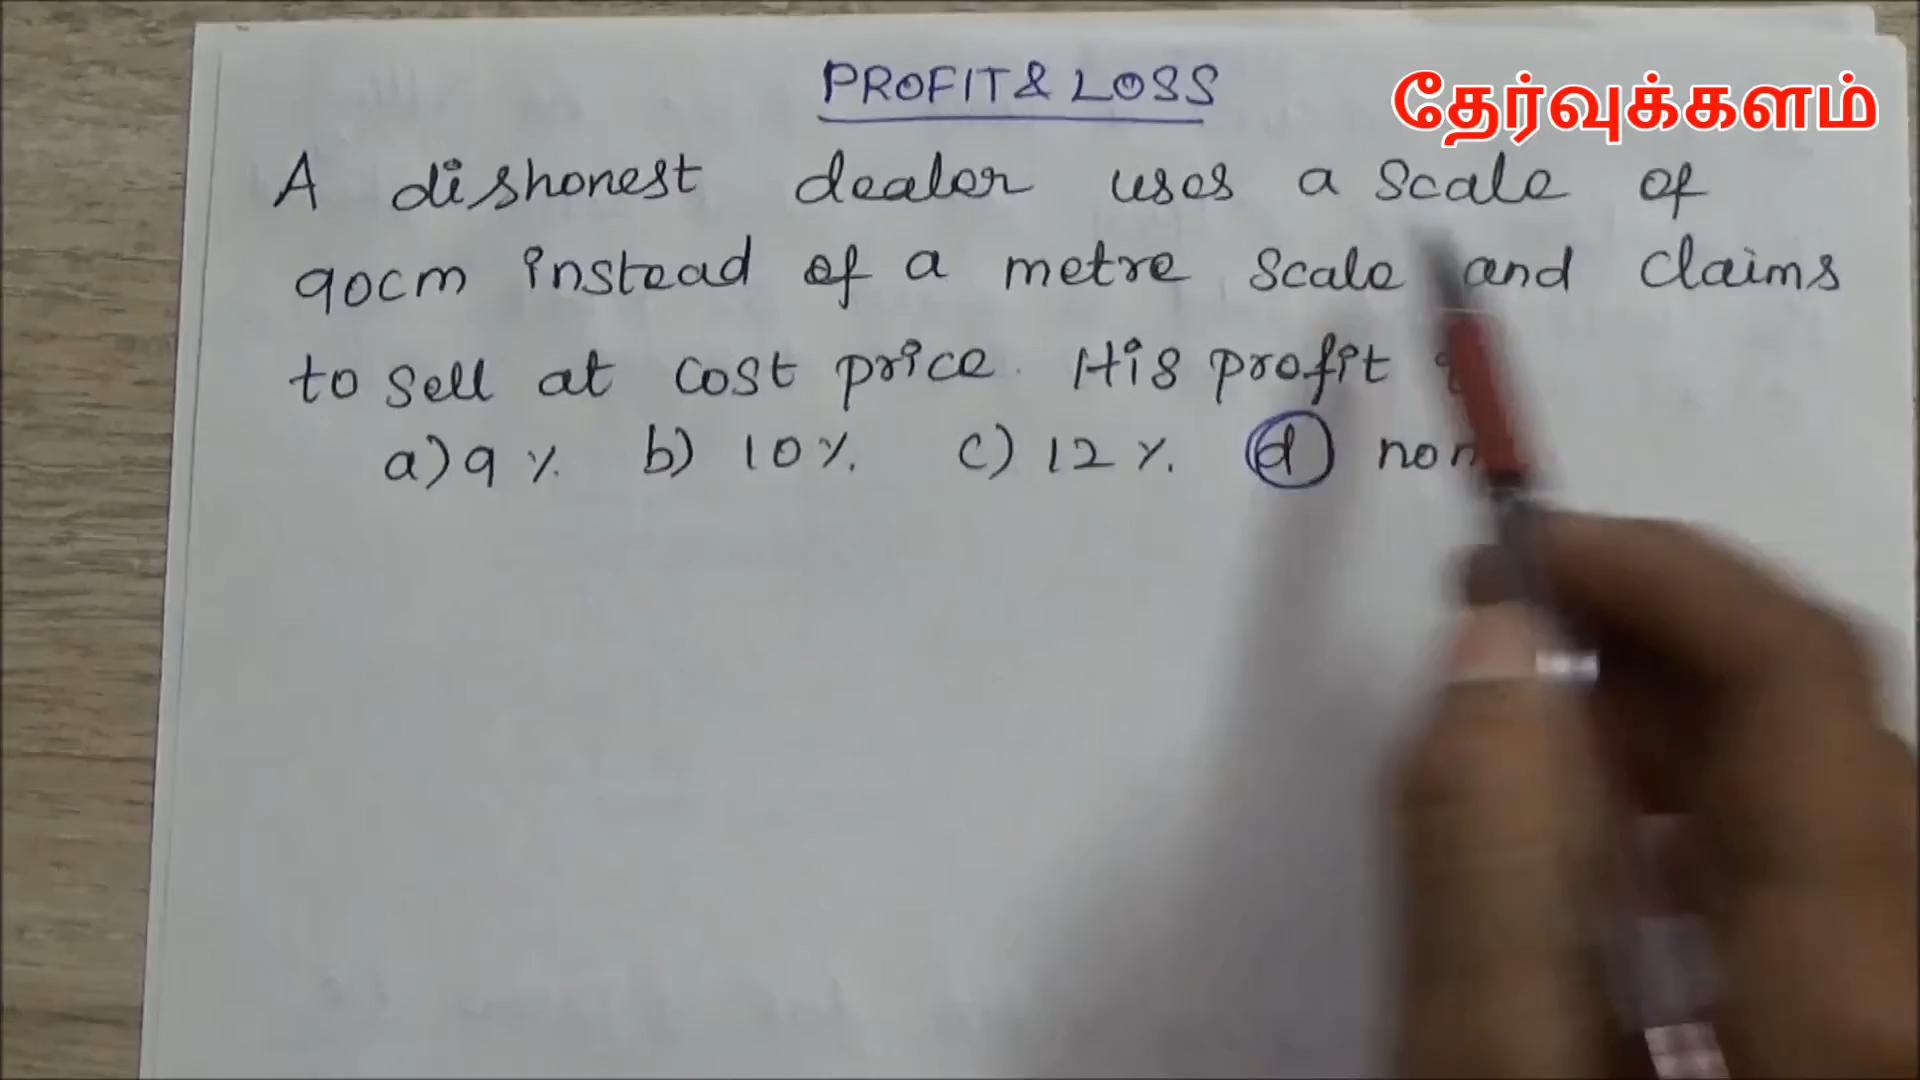 PROFIT & LOSS
தேர்வுக்களம்
A dishonest dealer uses a scale of
90cm instead of a metre scale and claims
to sell at cost price. His profit
a) 9 % b) 10 % c) 12 % d)